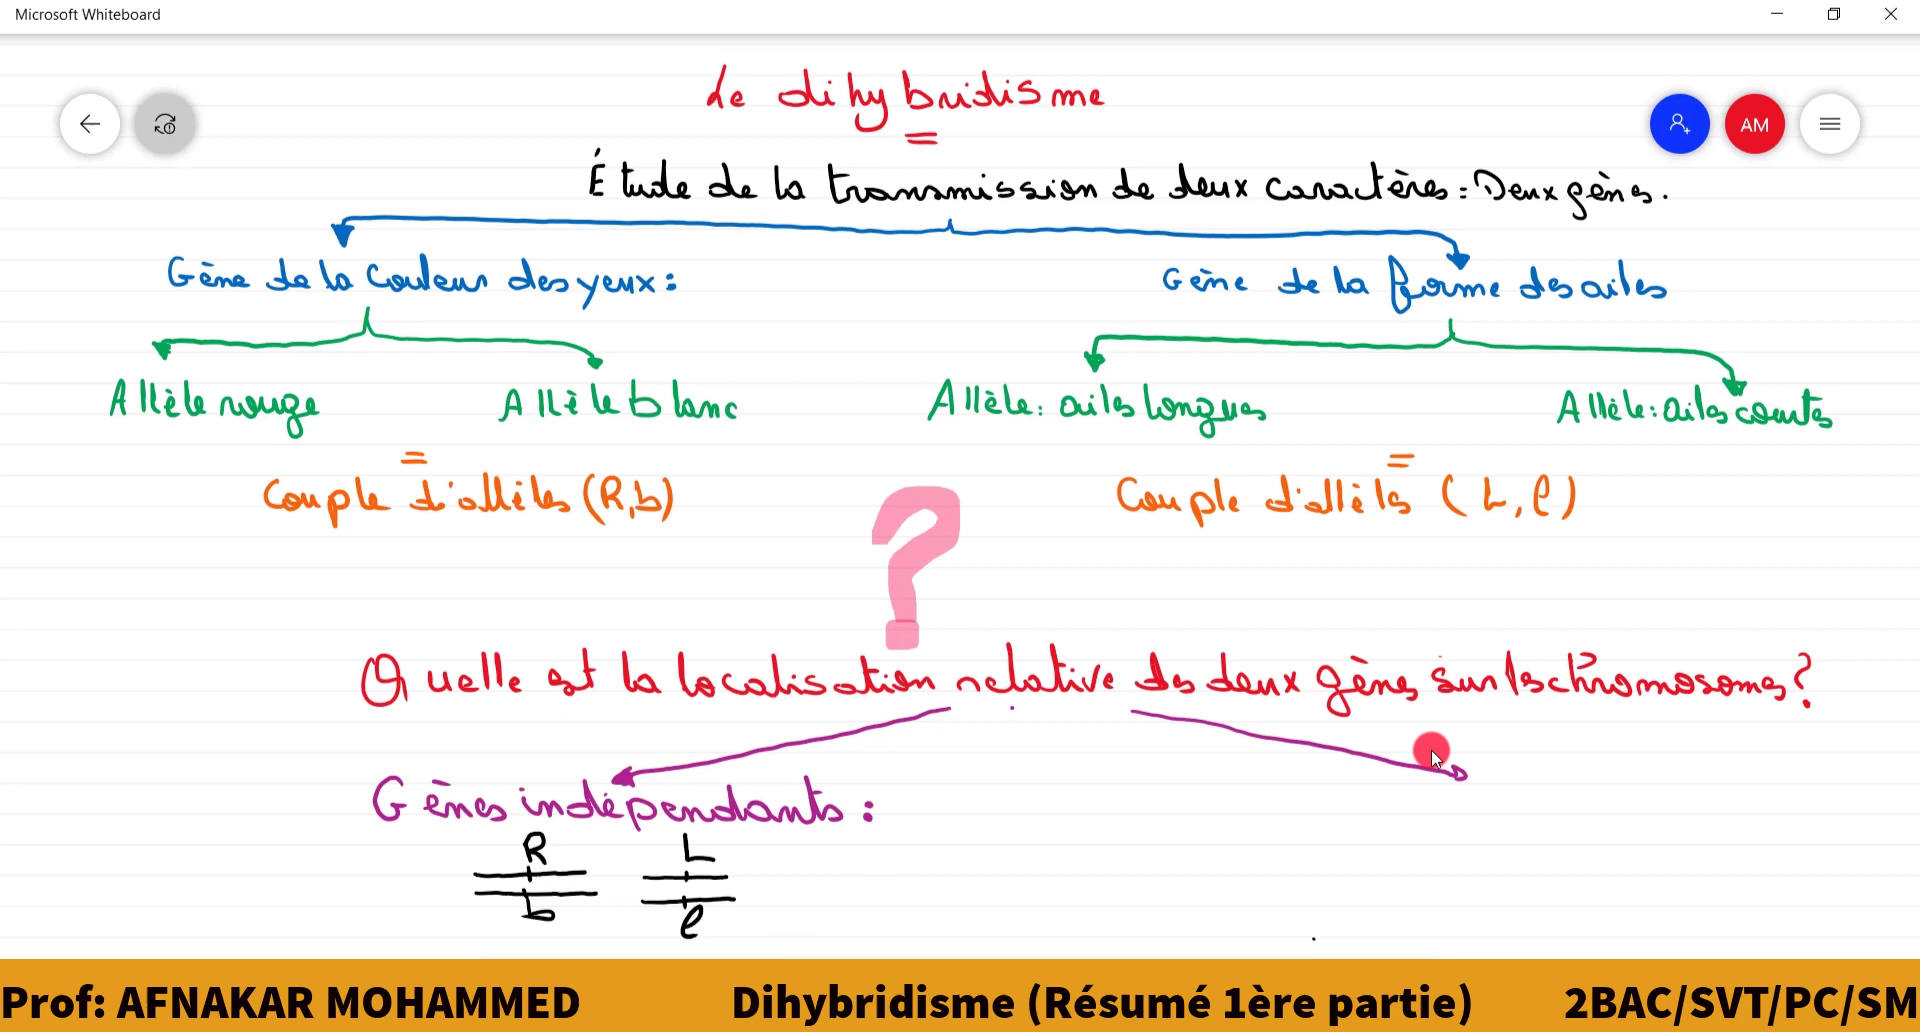 Microsoft Whiteboard
Le dihybridisme
AM
Étude de la transmission de deux caractères = Deux gènes.
Gène de la couleur des yeux :
Gène de la forme des ailes
Allèle rouge
Allèle blanc
Allèle : ailes longues
Allèle : ailes courtes
=
=
Couple d'allèles (R,b)
Couple d'allèles (L,l)
?
Quelle est la localisation relative des deux gènes sur les chromosomes ?
Gènes indépendants :
R L
b l
Prof: AFNAKAR MOHAMMED Dihybridisme (Résumé 1ère partie) 2BAC/SVT/PC/SM